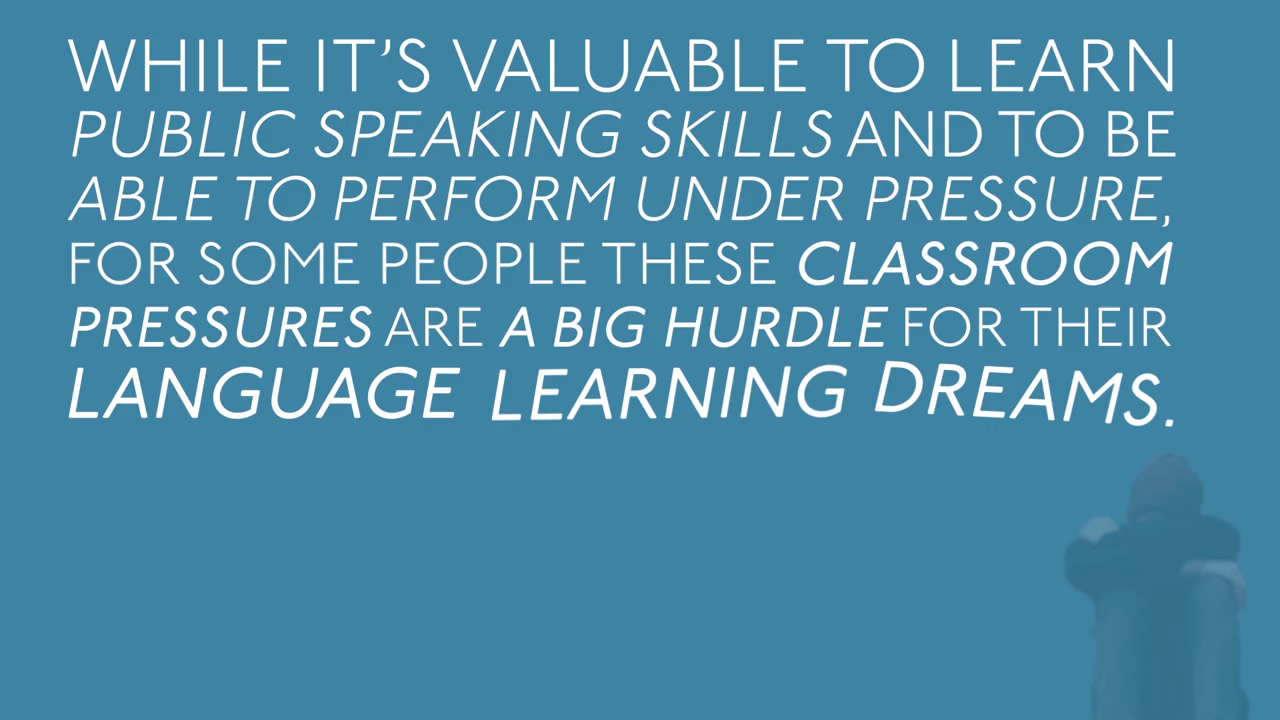 WHILE IT'S VALUABLE TO LEARN
PUBLIC SPEAKING SKILLS AND TO BE
ABLE TO PERFORM UNDER PRESSURE,
FOR SOME PEOPLE THESE CLASSROOM
PRESSURES ARE A BIG HURDLE FOR THEIR
LANGUAGE LEARNING DREAMS.